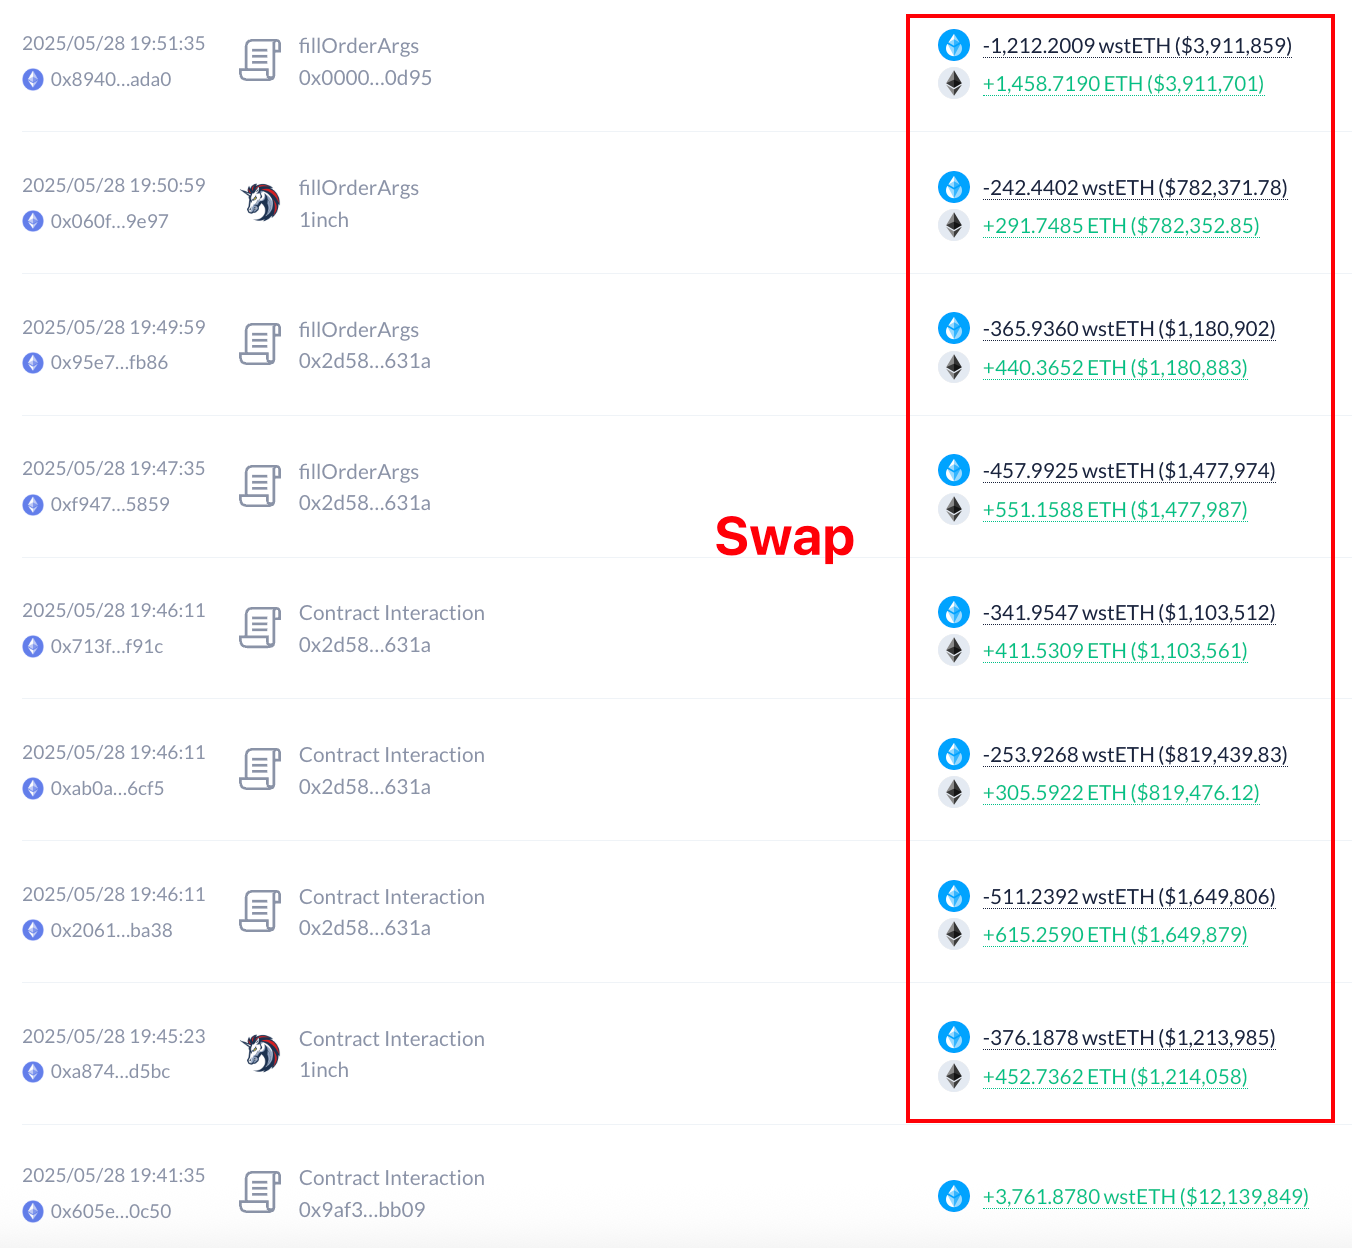 2025/05/28 19:51:35
0x8940...ada0
fillOrderArgs
0x0000...0d95
-1,212.2009 wstETH ($3,911,859)
+1,458.7190 ETH ($3,911,701)
2025/05/28 19:50:59
0x060f...9e97
fillOrderArgs
1inch
-242.4402 wstETH ($782,371.78)
+291.7485 ETH ($782,352.85)
2025/05/28 19:49:59
0x95e7...fb86
fillOrderArgs
0x2d58...631a
-365.9360 wstETH ($1,180,902)
+440.3652 ETH ($1,180,883)
2025/05/28 19:47:35
0xf947...5859
fillOrderArgs
0x2d58...631a
-457.9925 wstETH ($1,477,974)
+551.1588 ETH ($1,477,987)
Swap
2025/05/28 19:46:11
0x713f...f91c
Contract Interaction
0x2d58...631a
-341.9547 wstETH ($1,103,512)
+411.5309 ETH ($1,103,561)
2025/05/28 19:46:11
0xab0a...6cf5
Contract Interaction
0x2d58...631a
-253.9268 wstETH ($819,439.83)
+305.5922 ETH ($819,476.12)
2025/05/28 19:46:11
0x2061...ba38
Contract Interaction
0x2d58...631a
-511.2392 wstETH ($1,649,806)
+615.2590 ETH ($1,649,879)
2025/05/28 19:45:23
0xa874...d5bc
Contract Interaction
1inch
-376.1878 wstETH ($1,213,985)
+452.7362 ETH ($1,214,058)
2025/05/28 19:41:35
0x605e...0c50
Contract Interaction
0x9af3...bb09
+3,761.8780 wstETH ($12,139,849)